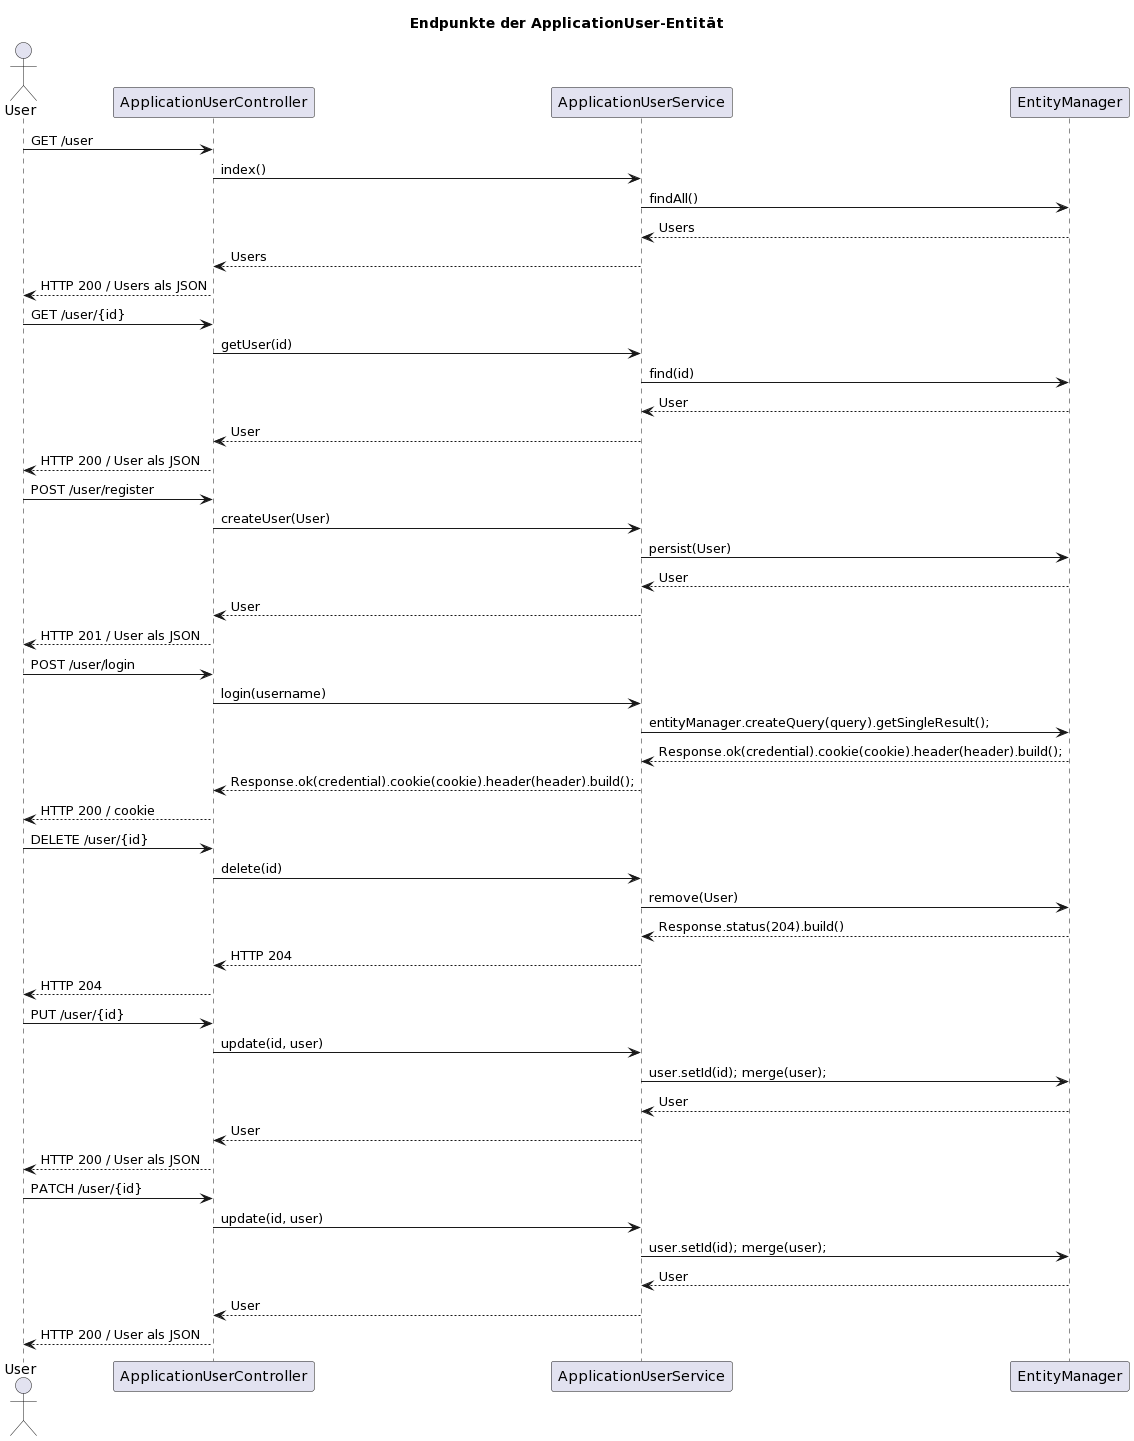 Endpunkte der ApplicationUser-Entität
User
ApplicationUserController
ApplicationUserService
EntityManager
GET /user
index()
findAll()
Users
Users
HTTP 200 / Users als JSON
GET /user/{id}
getUser(id)
find(id)
User
User
HTTP 200 / User als JSON
POST /user/register
createUser(User)
persist(User)
User
User
HTTP 201 / User als JSON
POST /user/login
login(username)
entityManager.createQuery(query).getSingleResult();
Response.ok(credential).cookie(cookie).header(header).build();
Response.ok(credential).cookie(cookie).header(header).build();
HTTP 200 / cookie
DELETE /user/{id}
delete(id)
remove(User)
Response.status(204).build()
HTTP 204
HTTP 204
PUT /user/{id}
update(id, user)
user.setId(id); merge(user);
User
User
HTTP 200 / User als JSON
PATCH /user/{id}
update(id, user)
user.setId(id); merge(user);
User
User
HTTP 200 / User als JSON
User
ApplicationUserController
ApplicationUserService
EntityManager